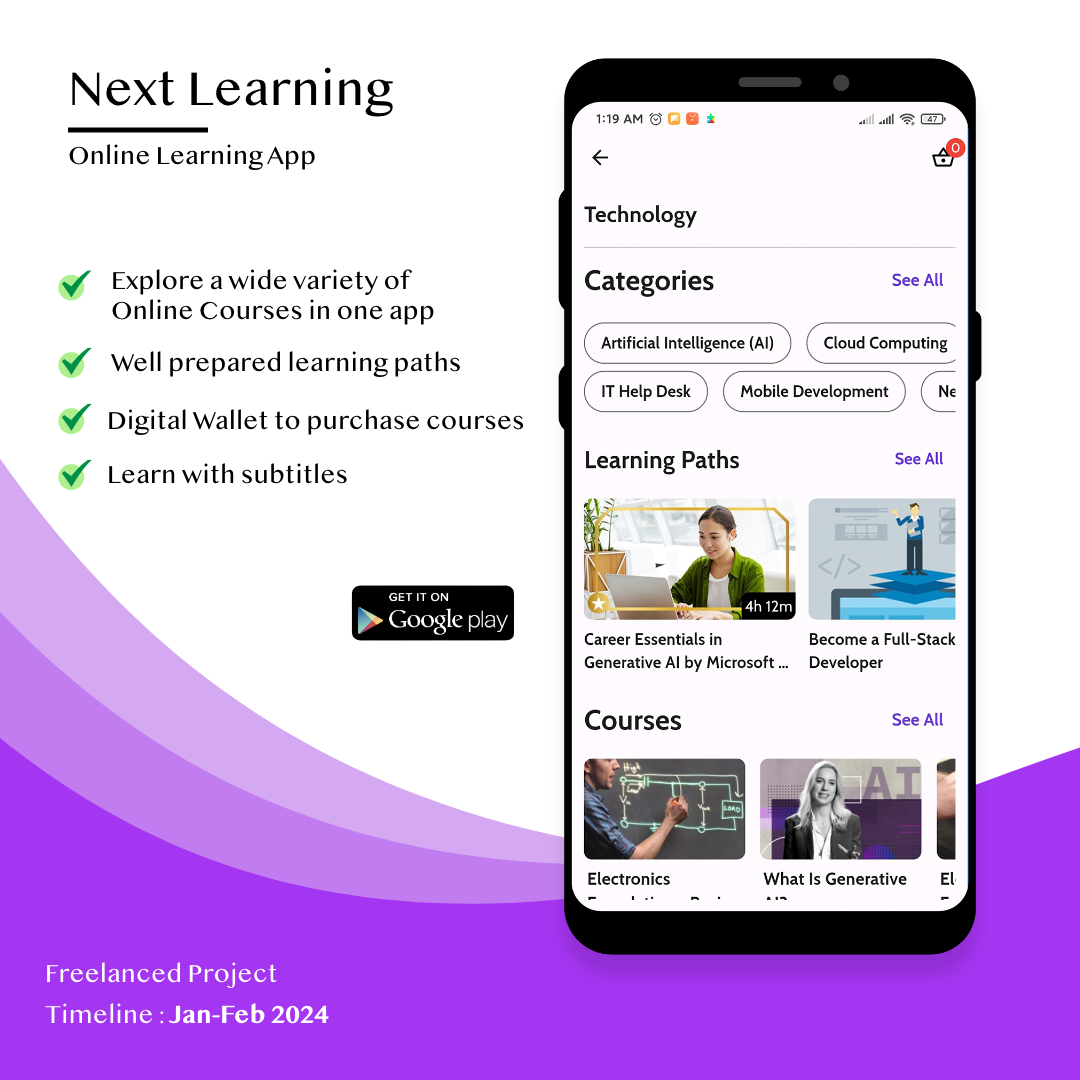 Next Learning
Online Learning App
Explore a wide variety of
Online Courses in one app
Well prepared learning paths
Digital Wallet to purchase courses
Learn with subtitles
GET IT ON
Google play
Freelanced Project
Timeline : Jan-Feb 2024
1:19 AM
47
0
Technology
Categories
See All
Artificial Intelligence (AI)
Cloud Computing
IT Help Desk
Mobile Development
Ne
Learning Paths
See All
</>
4h 12m
Career Essentials in
Generative AI by Microsoft ...
Become a Full-Stack
Developer
Courses
See All
High
LOAD
AI
Electronics
What Is Generative
El
AI?